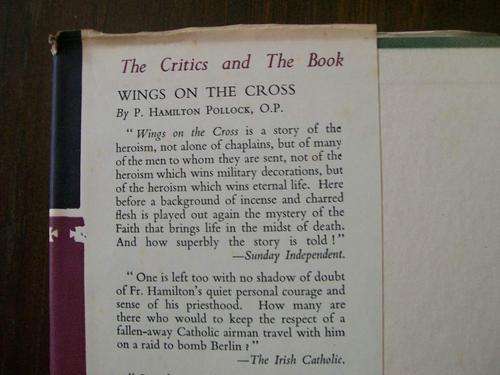 The Critics and The Book
WINGS ON THE CROSS
By P. HAMILTON POLLOCK, O.P.
“ Wings on the Cross is a story of the
heroism, not alone of chaplains, but of many
of the men to whom they are sent, not of the
heroism which wins military decorations, but
of the heroism which wins eternal life. Here
before a background of incense and charred
flesh is played out again the mystery of the
Faith that brings life in the midst of death.
And how superbly the story is told ! ”
—Sunday Independent.
“ One is left too with no shadow of doubt
of Fr. Hamilton's quiet personal courage and
sense of his priesthood. How many are
there who would to keep the respect of a
fallen-away Catholic airman travel with him
on a raid to bomb Berlin ? ”
—The Irish Catholic.